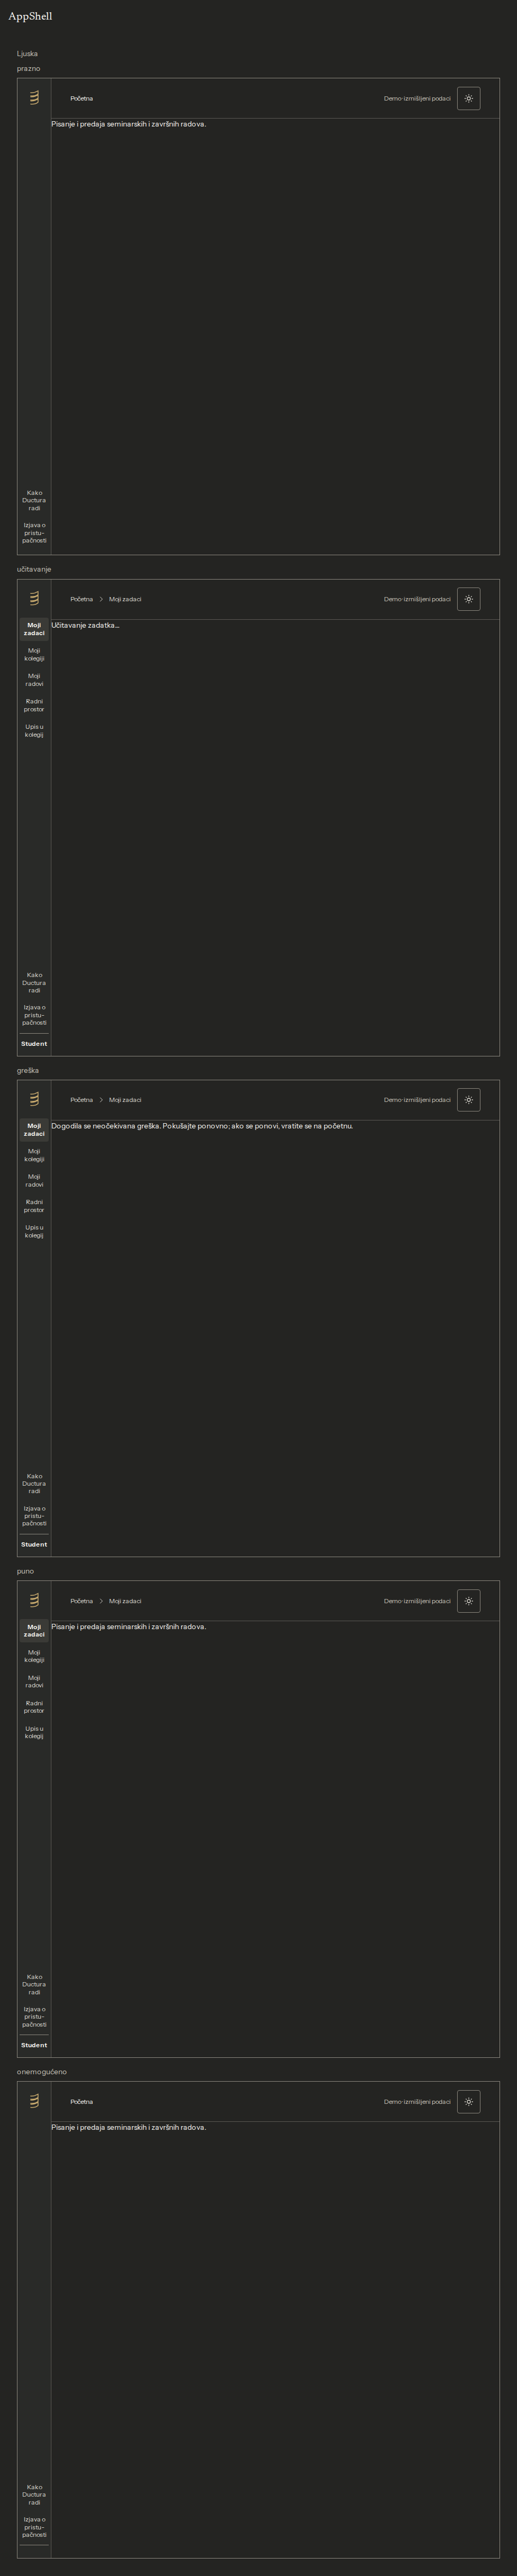 AppShell
Ljuska
prazno
Početna
Demo · izmišljeni podaci
Pisanje i predaja seminarskih i završnih radova.
Kako
Ductura
radi
Izjava o
pristu-
pačnosti
učitavanje
Početna
Moji zadaci
Demo · izmišljeni podaci
Moji
zadaci
Učitavanje zadatka…
Moji
kolegiji
Moji
radovi
Radni
prostor
Upis u
kolegij
Kako
Ductura
radi
Izjava o
pristu-
pačnosti
Student
greška
Početna
Moji zadaci
Demo · izmišljeni podaci
Moji
zadaci
Dogodila se neočekivana greška. Pokušajte ponovno; ako se ponovi, vratite se na početnu.
Moji
kolegiji
Moji
radovi
Radni
prostor
Upis u
kolegij
Kako
Ductura
radi
Izjava o
pristu-
pačnosti
Student
puno
Početna
Moji zadaci
Demo · izmišljeni podaci
Moji
zadaci
Pisanje i predaja seminarskih i završnih radova.
Moji
kolegiji
Moji
radovi
Radni
prostor
Upis u
kolegij
Kako
Ductura
radi
Izjava o
pristu-
pačnosti
Student
onemogućeno
Početna
Demo · izmišljeni podaci
Pisanje i predaja seminarskih i završnih radova.
Kako
Ductura
radi
Izjava o
pristu-
pačnosti